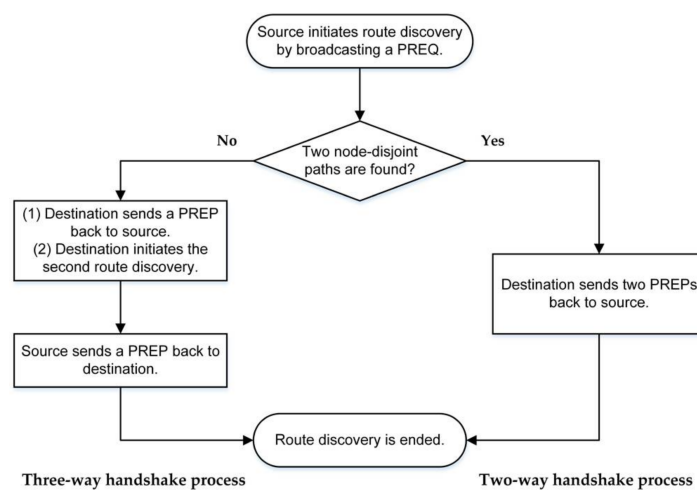 Source initiates route discovery
by broadcasting a PREQ.
No
Yes
Two node-disjoint
paths are found?
(1) Destination sends a PREP
back to source.
(2) Destination initiates the
second route discovery.
Destination sends two PREPs
back to source.
Source sends a PREP back to
destination.
Route discovery is ended.
Three-way handshake process
Two-way handshake process